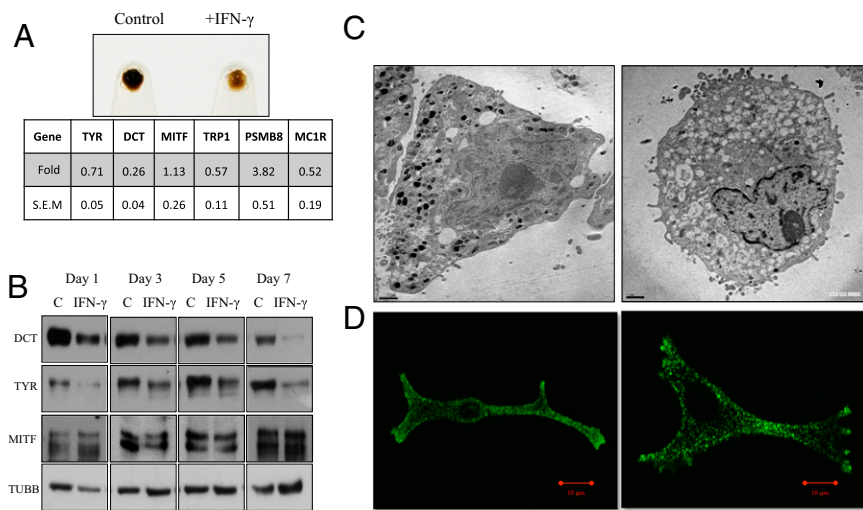 A
Control +IFN-γ
Gene TYR DCT MITF TRP1 PSMB8 MC1R
Fold 0.71 0.26 1.13 0.57 3.82 0.52
S.E.M 0.05 0.04 0.26 0.11 0.51 0.19
B
Day 1 Day 3 Day 5 Day 7
C IFN-γ C IFN-γ C IFN-γ C IFN-γ
DCT
TYR
MITF
TUBB
C
D
10 μm
10 μm